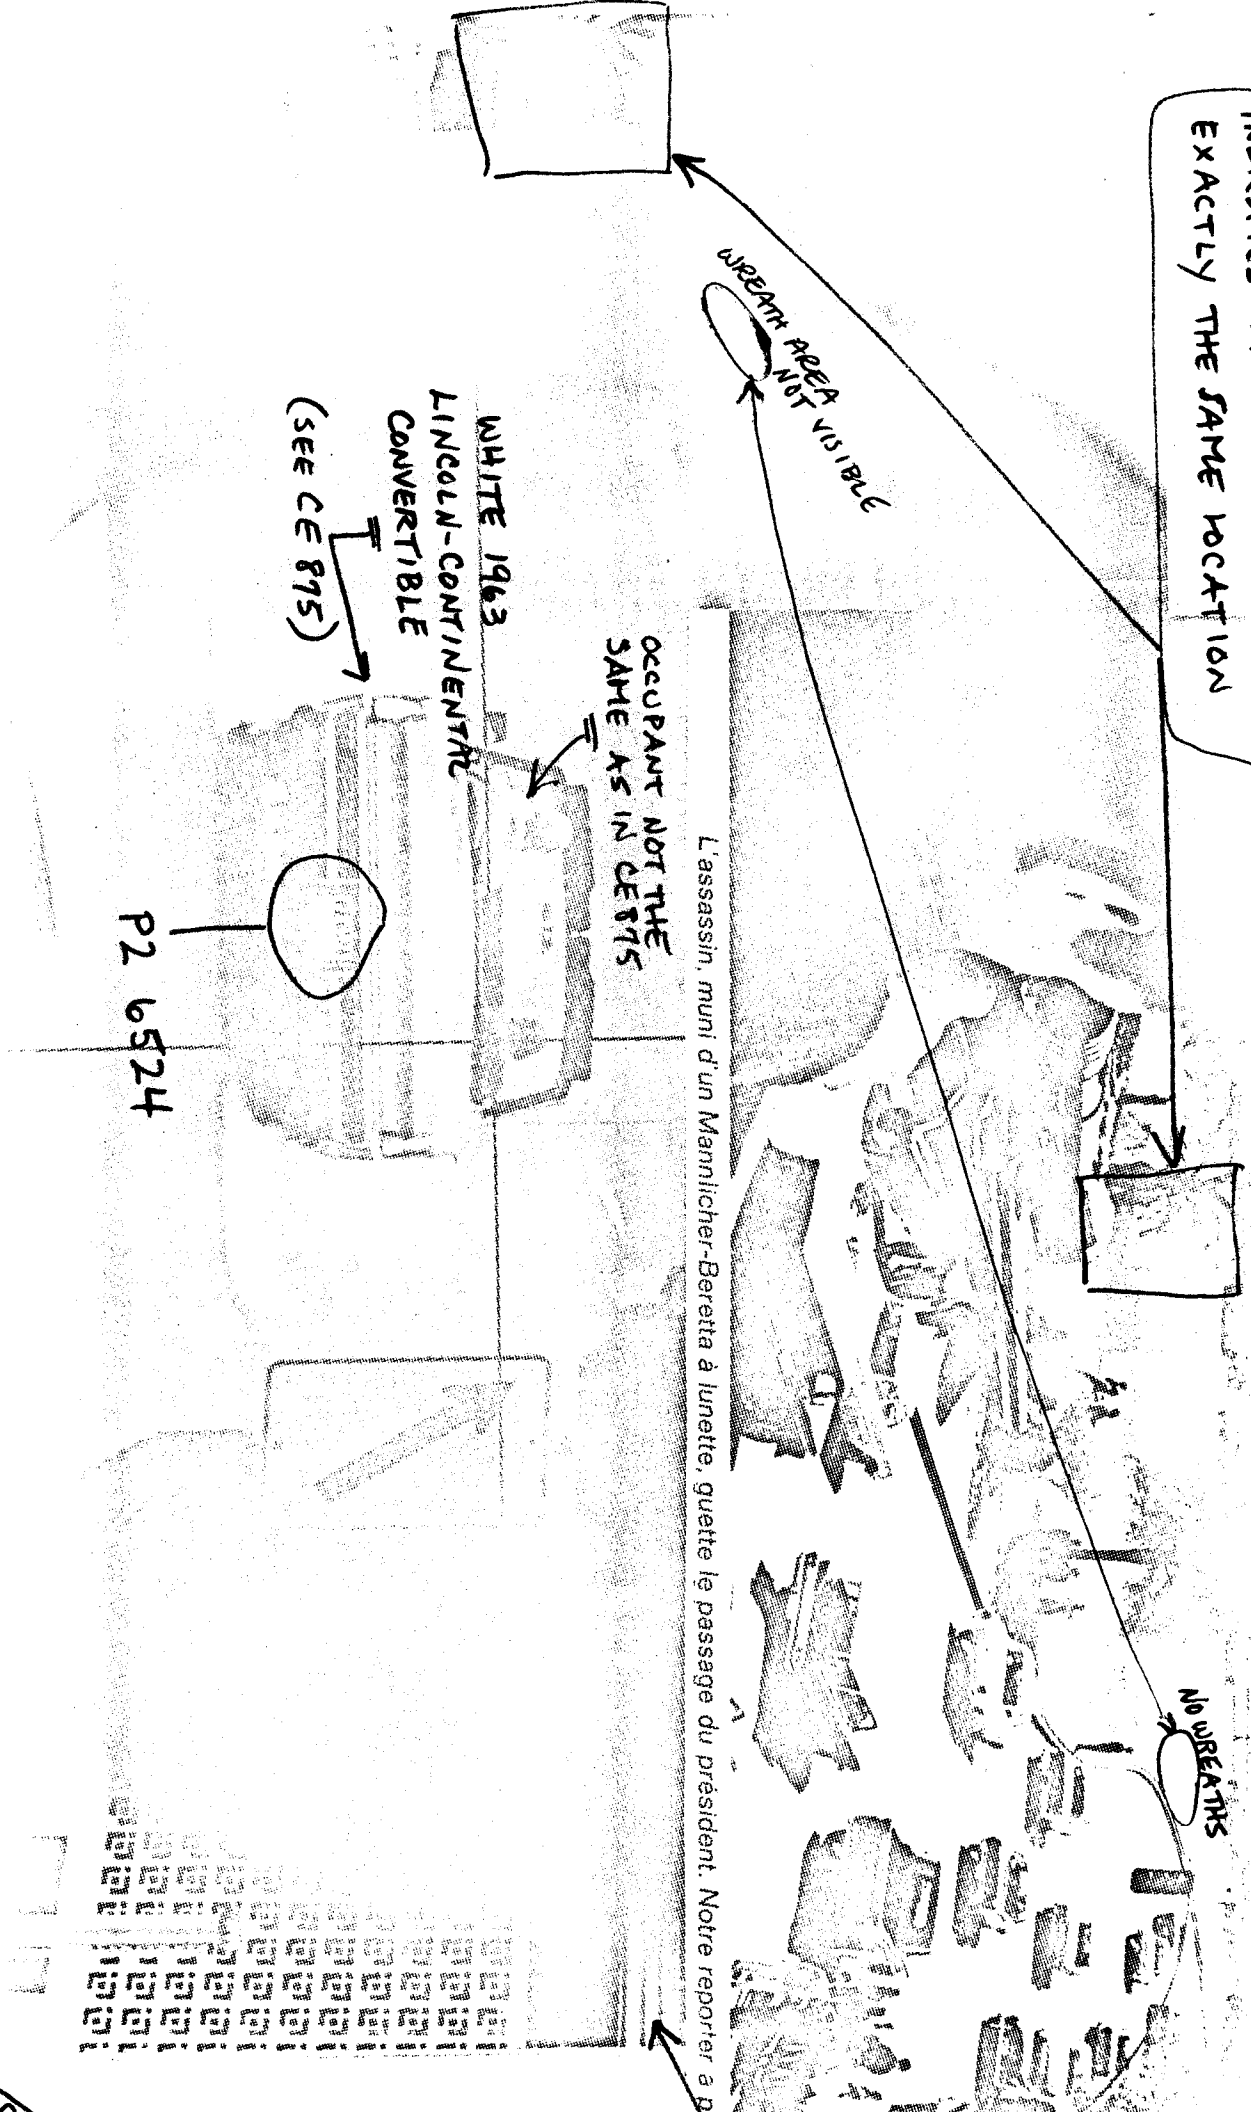 EXACTLY THE SAME LOCATION
WREATH AREA
NOT VISIBLE
WHITE 1963
LINCOLN-CONTINENTAL
CONVERTIBLE
(SEE CE 875)
OCCUPANT NOT THE
SAME AS IN CE875
L'assassin, muni d'un Mannlicher-Beretta à lunette, guette le passage du président. Notre reporter a p
NO WREATHS
P2 6524